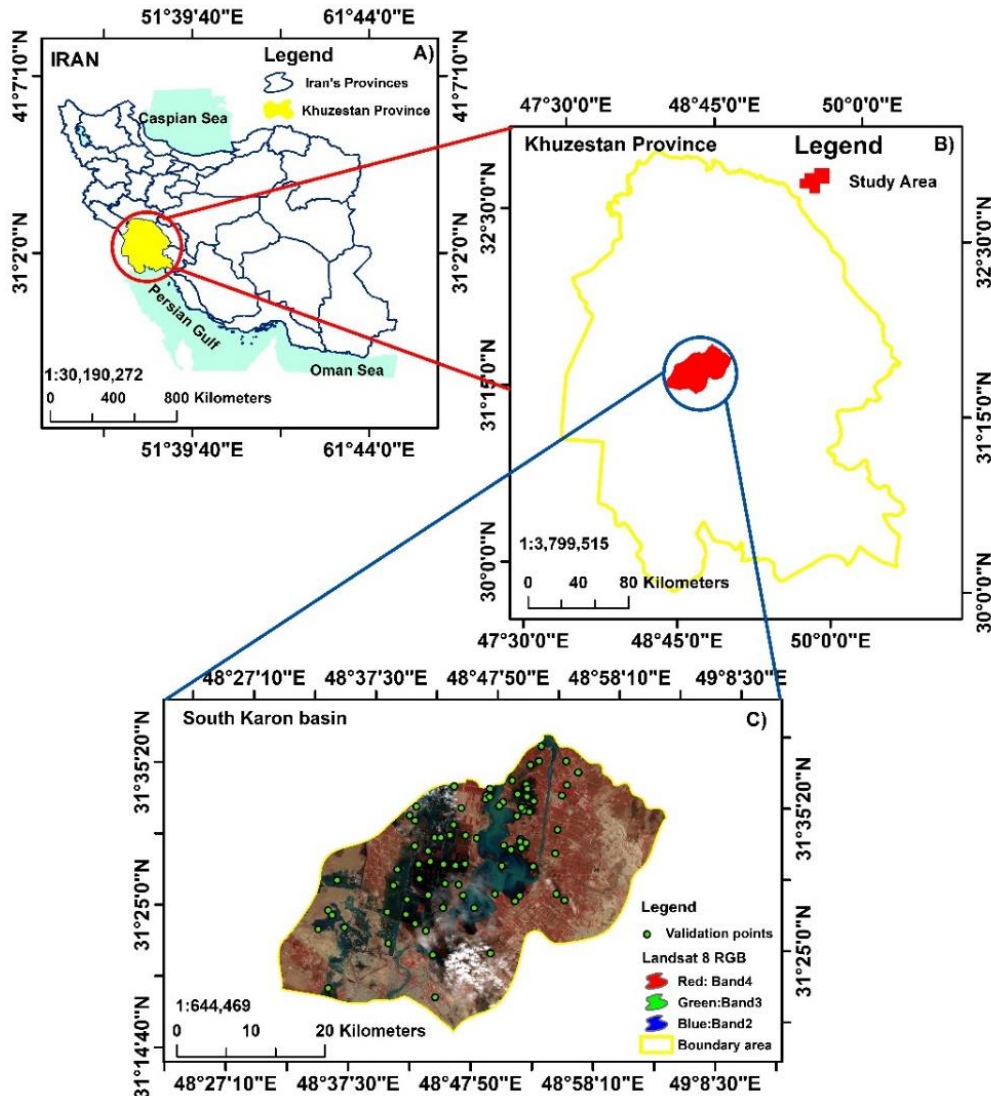 51°39'40"E 61°44'0"E
IRAN
Legend
A)
Iran's Provinces
Khuzestan Province
Caspian Sea
Persian Gulf
Oman Sea
41°7'10"N
31°2'0"N
41°7'10"N
31°2'0"N
1:30,190,272
0 400 800 Kilometers
51°39'40"E 61°44'0"E
47°30'0"E 48°45'0"E 50°0'0"E
Khuzestan Province
Legend
B)
Study Area
32°30'0"N
31°15'0"N
30°0'0"N
32°30'0"N
31°15'0"N
30°0'0"N
1:3,799,515
0 40 80 Kilometers
47°30'0"E 48°45'0"E 50°0'0"E
48°27'10"E 48°37'30"E 48°47'50"E 48°58'10"E 49°8'30"E
South Karon basin
C)
31°35'20"N
31°25'0"N
31°14'40"N
31°35'20"N
31°25'0"N
Legend
Validation points
Landsat 8 RGB
Red: Band4
Green:Band3
Blue:Band2
Boundary area
1:644,469
0 10 20 Kilometers
48°27'10"E 48°37'30"E 48°47'50"E 48°58'10"E 49°8'30"E